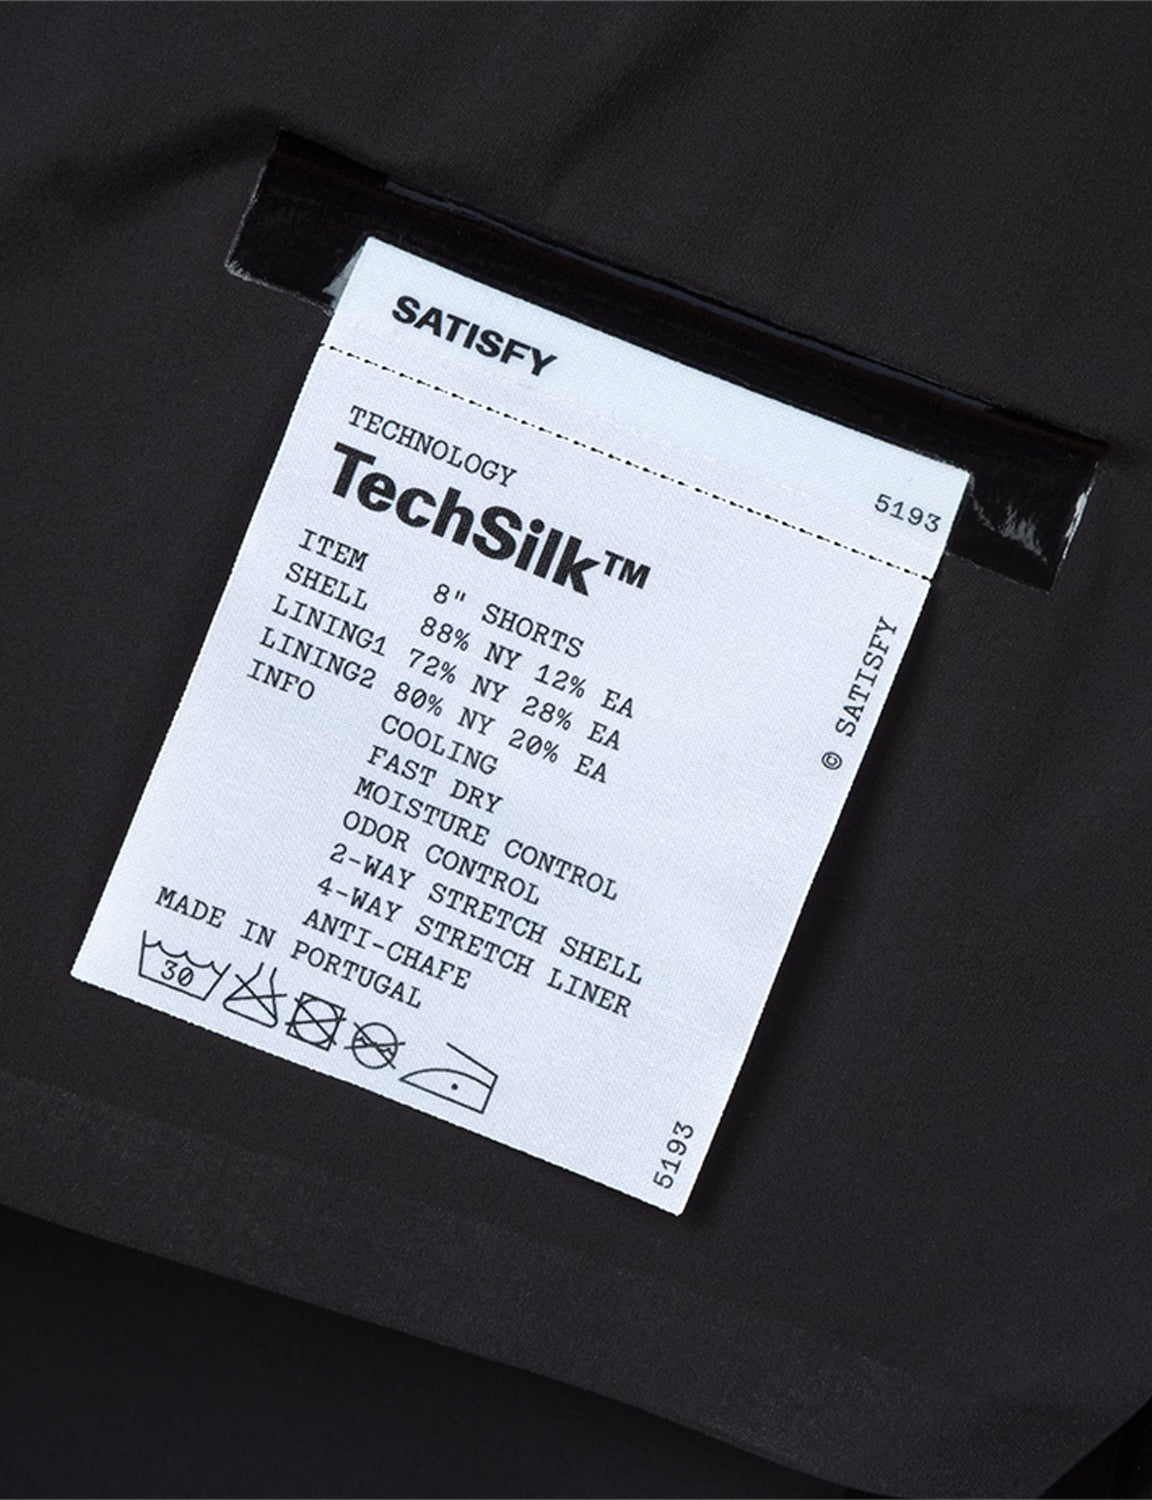 SATISFY
5193
TECHNOLOGY
TechSilk™
ITEM 8" SHORTS
SHELL 88% NY 12% EA
LINING1 72% NY 28% EA
LINING2 80% NY 20% EA
INFO COOLING
FAST DRY
MOISTURE CONTROL
ODOR CONTROL
2-WAY STRETCH SHELL
4-WAY STRETCH LINER
ANTI-CHAFE
MADE IN PORTUGAL
30
© SATISFY
5193